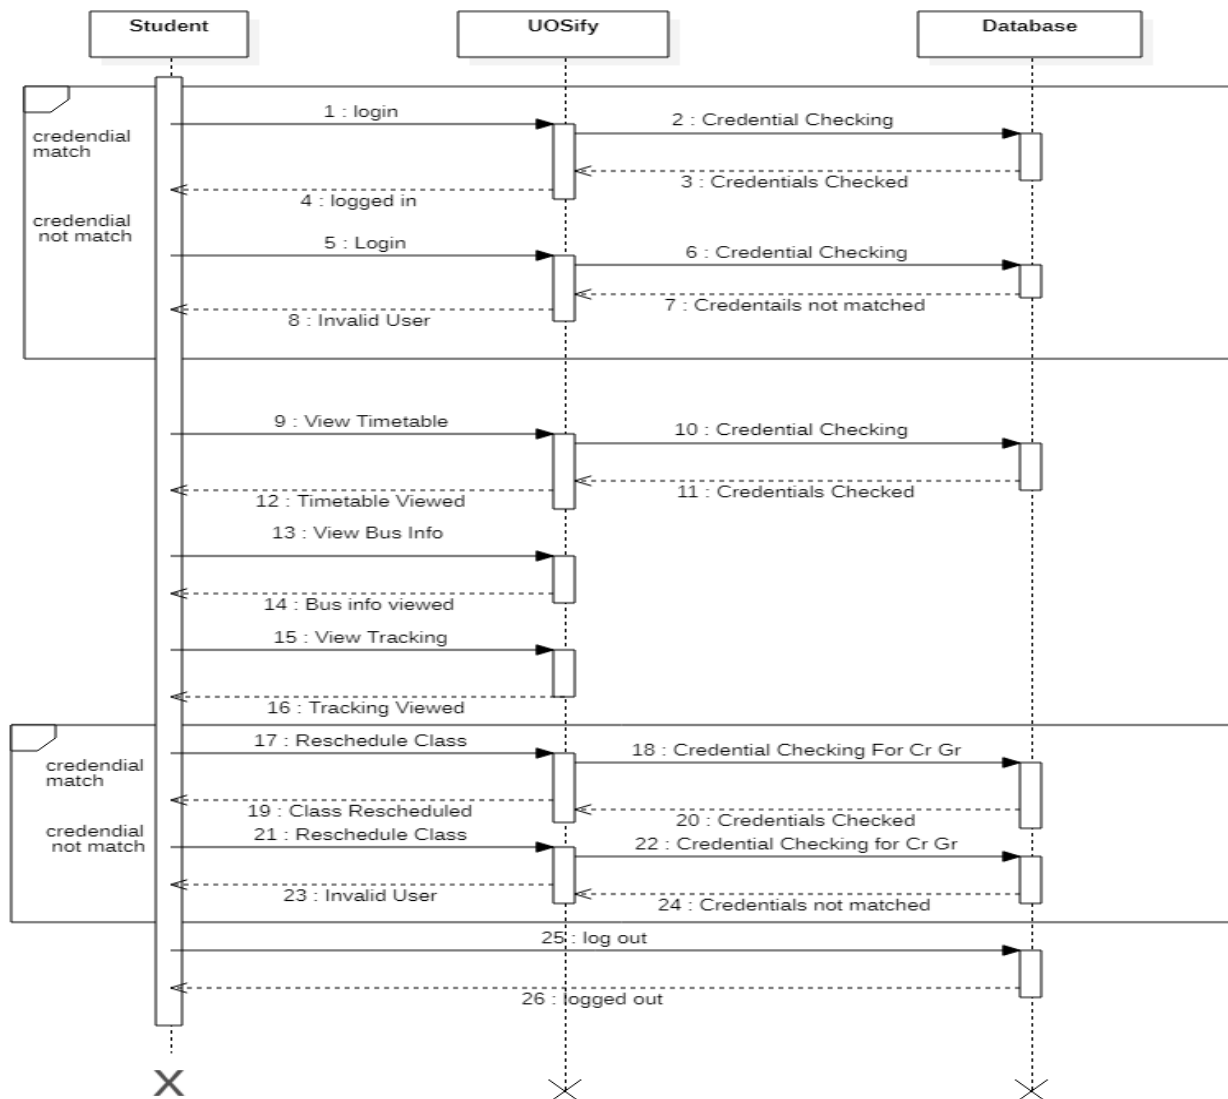 Student
UOSify
Database
credendial
match
1 : login
2 : Credential Checking
3 : Credentials Checked
4 : logged in
credendial
not match
5 : Login
6 : Credential Checking
7 : Credentails not matched
8 : Invalid User
9 : View Timetable
10 : Credential Checking
11 : Credentials Checked
12 : Timetable Viewed
13 : View Bus Info
14 : Bus info viewed
15 : View Tracking
16 : Tracking Viewed
credendial
match
17 : Reschedule Class
18 : Credential Checking For Cr Gr
19 : Class Rescheduled
20 : Credentials Checked
credendial
not match
21 : Reschedule Class
22 : Credential Checking for Cr Gr
23 : Invalid User
24 : Credentials not matched
25 : log out
26 : logged out